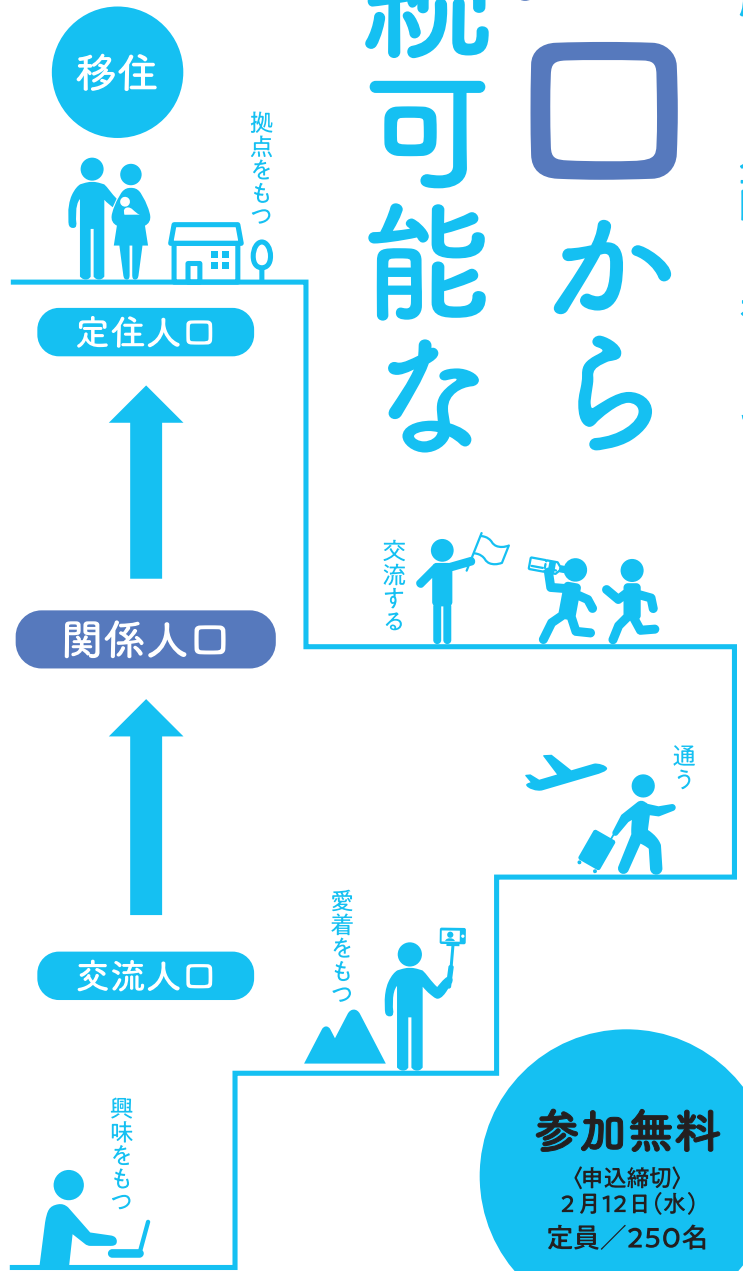 口から
続可能な
移住
拠点をもつ
定住人口
交流する
関係人口
通う
愛着をもつ
交流人口
興味をもつ
参加無料
〈申込締切〉
2月12日(水)
定員／250名